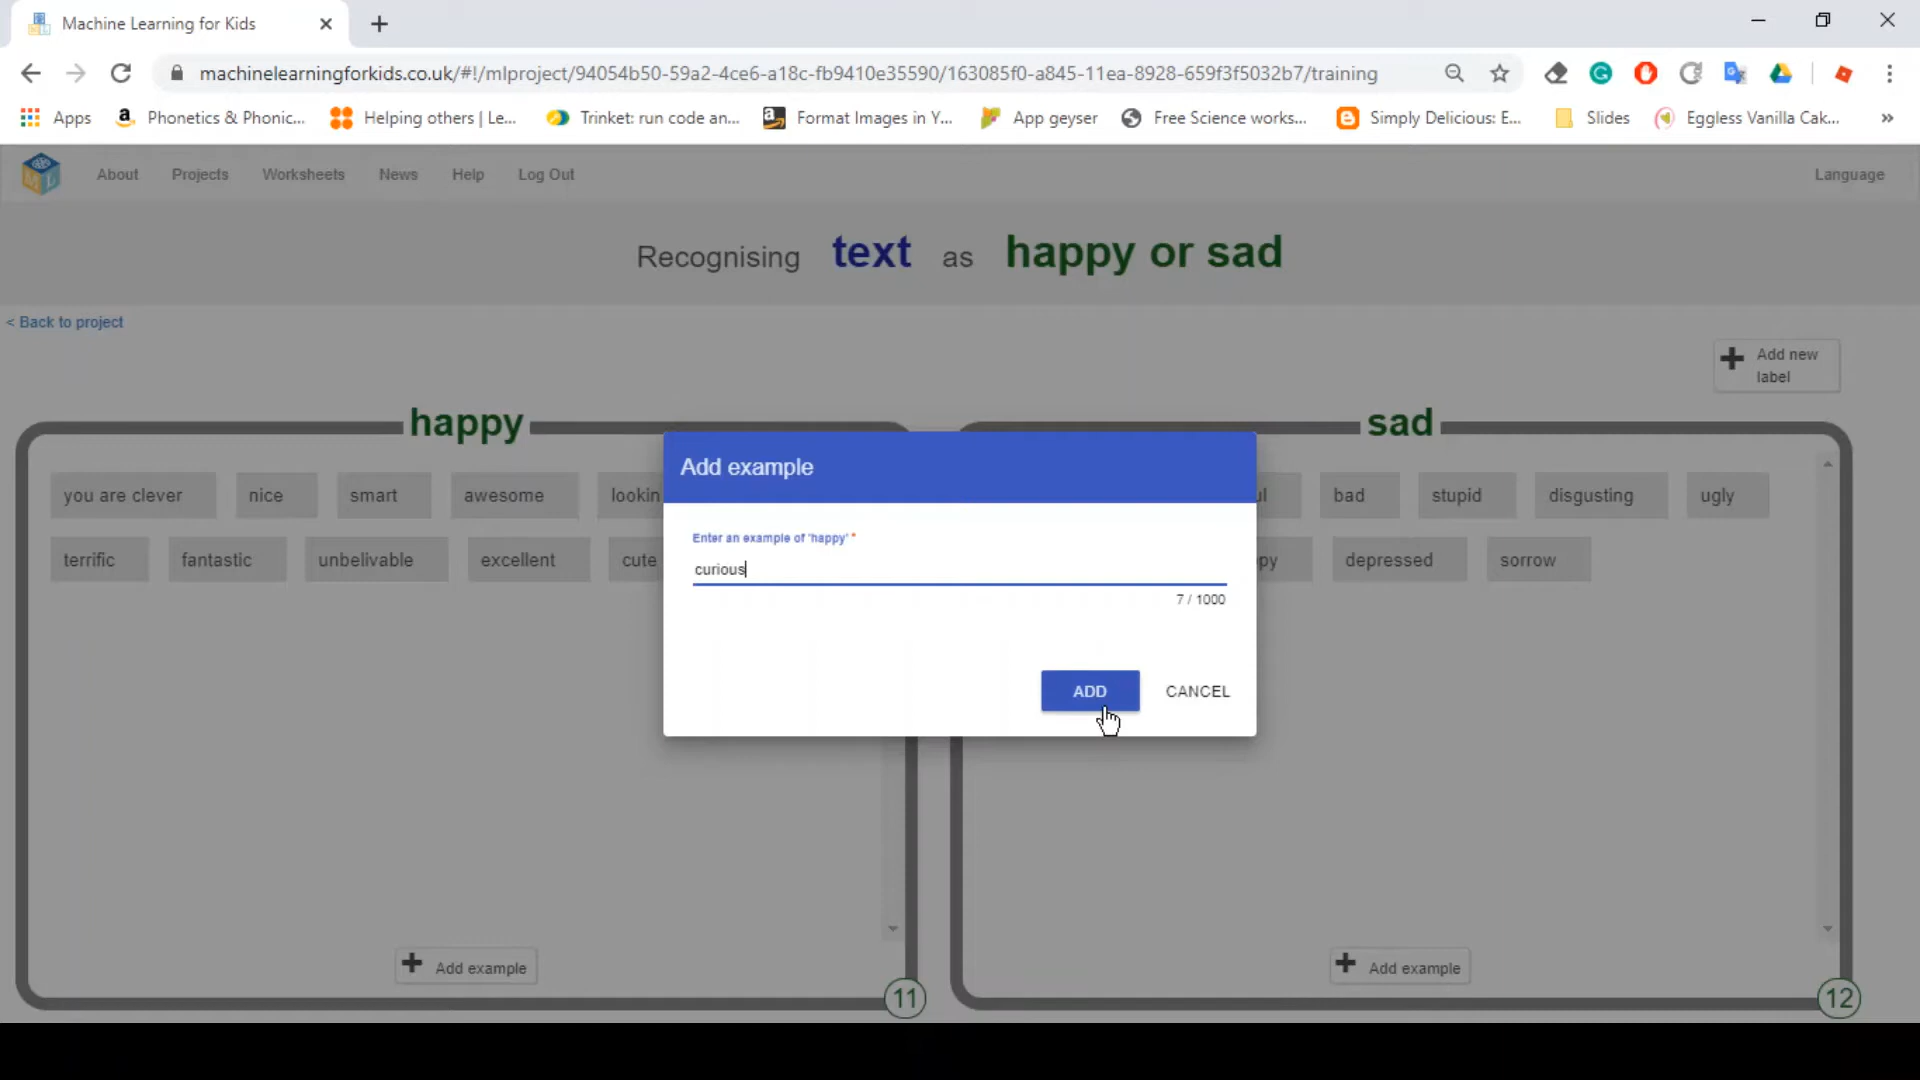 Machine Learning for Kids
machinelearningforkids.co.uk/#!/mlproject/94054b50-59a2-4ce6-a18c-fb9410e35590/163085f0-a845-11ea-8928-659f3f5032b7/training
Apps Phonetics & Phonic... Helping others | Le... Trinket: run code an... Format Images in Y... App geyser Free Science works... Simply Delicious: E... Slides Eggless Vanilla Cak... »
About Projects Worksheets News Help Log Out Language
Recognising text as happy or sad
< Back to project
Add new
label
happy sad
Add example
you are clever nice smart awesome lookin bad stupid disgusting ugly
Enter an example of 'happy' *
terrific fantastic unbelivable excellent cute py depressed sorrow
curious
7 / 1000
ADD CANCEL
Add example Add example
11 12